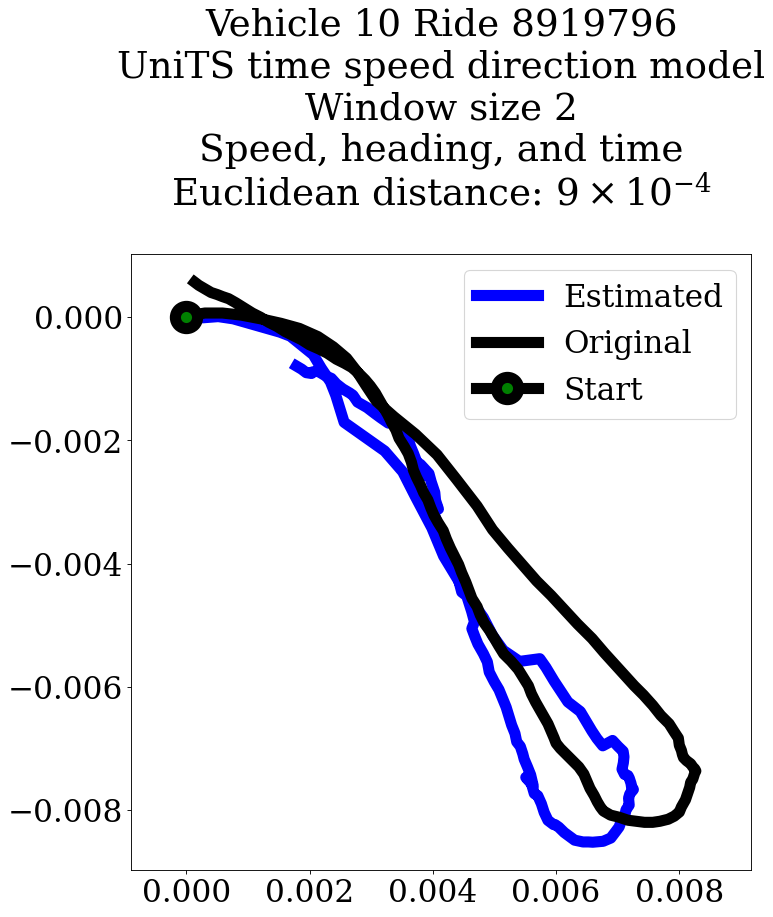 Vehicle 10 Ride 8919796
UniTS time speed direction model
Window size 2
Speed, heading, and time
Euclidean distance: 9 × 10⁻⁴
Estimated
Original
Start
0.000
−0.002
−0.004
−0.006
−0.008
0.000 0.002 0.004 0.006 0.008